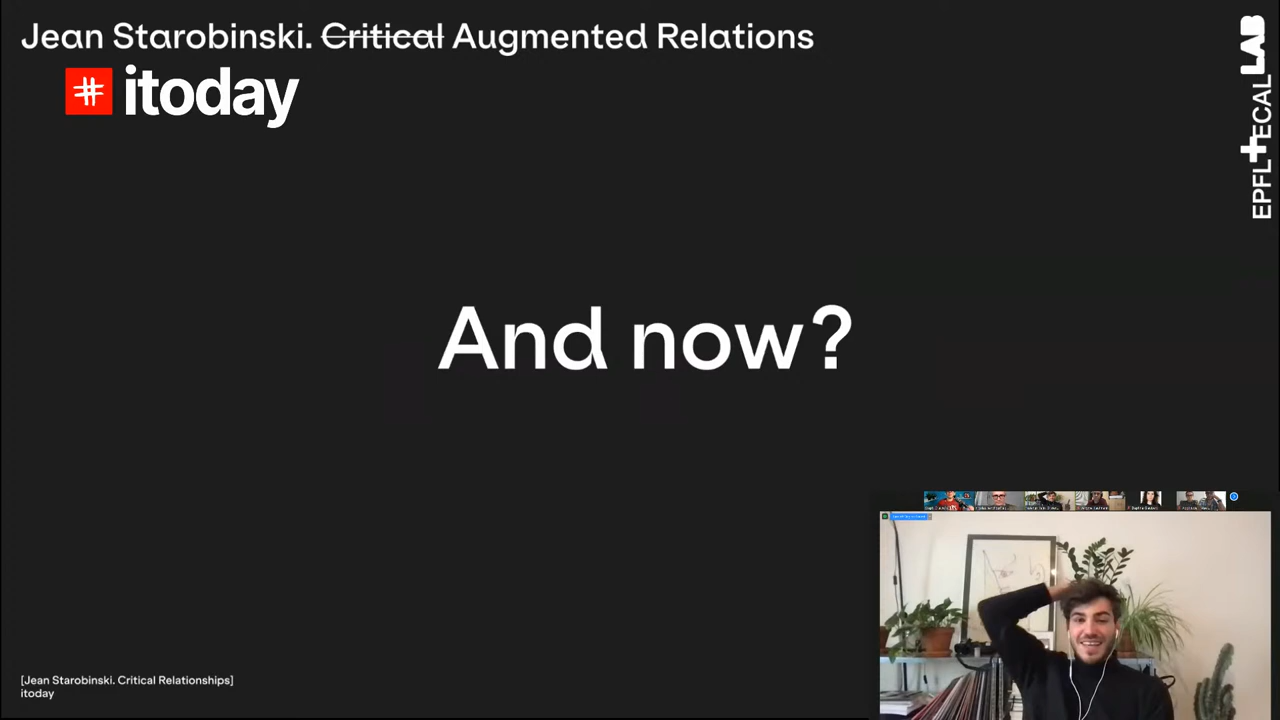 Jean Starobinski. Critical Augmented Relations
# itoday
EPFL+ECAL LAB
And now?
[Jean Starobinski. Critical Relationships]
itoday